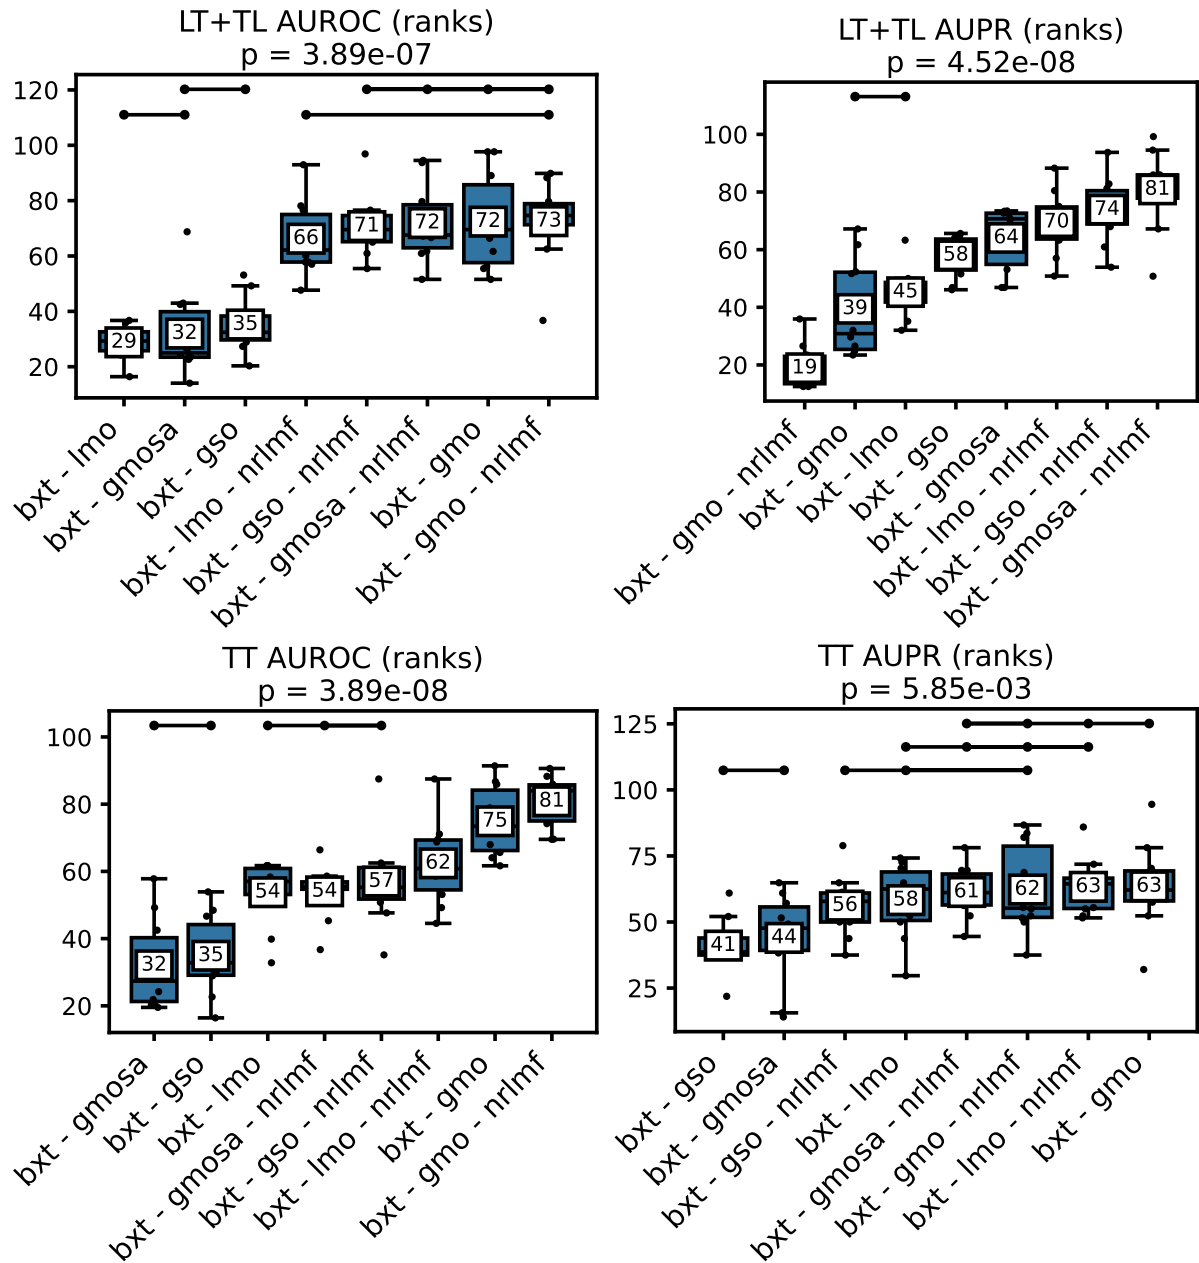 LT+TL AUROC (ranks)
p = 3.89e-07
120
100
80
60
40
20
29
32
35
66
71
72
72
73
bxt - lmo
bxt - gmosa
bxt - gso
bxt - lmo - nrlmf
bxt - gso - nrlmf
bxt - gmosa - nrlmf
bxt - gmo
bxt - gmo - nrlmf
LT+TL AUPR (ranks)
p = 4.52e-08
100
80
60
40
20
19
39
45
58
64
70
74
81
bxt - gmo - nrlmf
bxt - gmo
bxt - lmo
bxt - gso
bxt - gmosa
bxt - lmo - nrlmf
bxt - gso - nrlmf
bxt - gmosa - nrlmf
TT AUROC (ranks)
p = 3.89e-08
100
80
60
40
20
32
35
54
54
57
62
75
81
bxt - gmosa
bxt - gso
bxt - lmo
bxt - gmosa - nrlmf
bxt - gso - nrlmf
bxt - lmo - nrlmf
bxt - gmo
bxt - gmo - nrlmf
TT AUPR (ranks)
p = 5.85e-03
125
100
75
50
25
41
44
56
58
61
62
63
63
bxt - gso
bxt - gmosa
bxt - gso - nrlmf
bxt - lmo
bxt - gmosa - nrlmf
bxt - gmo - nrlmf
bxt - lmo - nrlmf
bxt - gmo